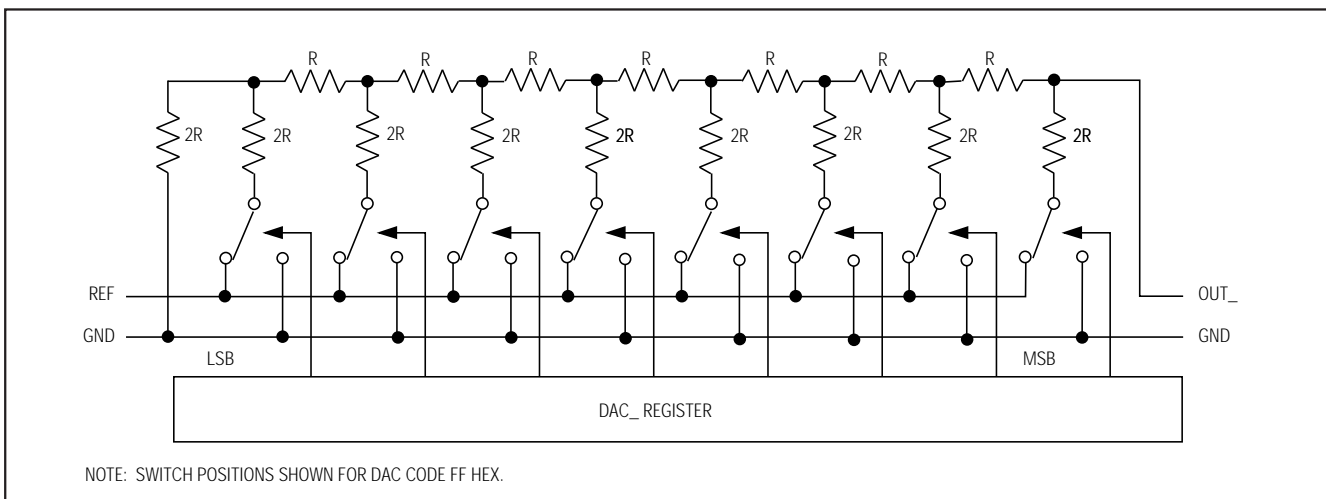 R R R R R R R
2R 2R 2R 2R 2R 2R 2R 2R 2R
REF OUT_
GND GND
LSB MSB
DAC_ REGISTER
NOTE: SWITCH POSITIONS SHOWN FOR DAC CODE FF HEX.